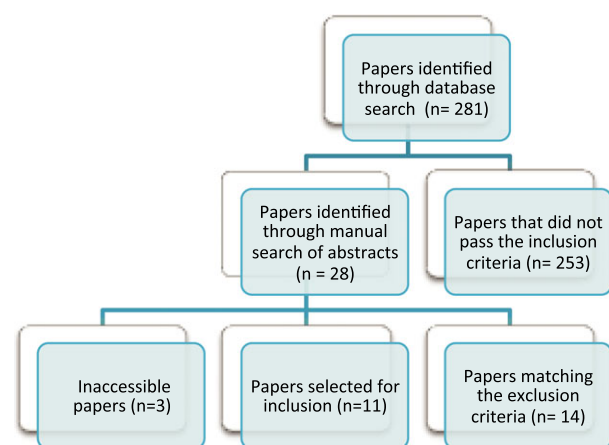 Papers identified
through database
search (n= 281)
Papers identified
through manual
search of abstracts
(n = 28)
Papers that did not
pass the inclusion
criteria (n= 253)
Inaccessible
papers (n=3)
Papers selected for
inclusion (n=11)
Papers matching
the exclusion
criteria (n= 14)